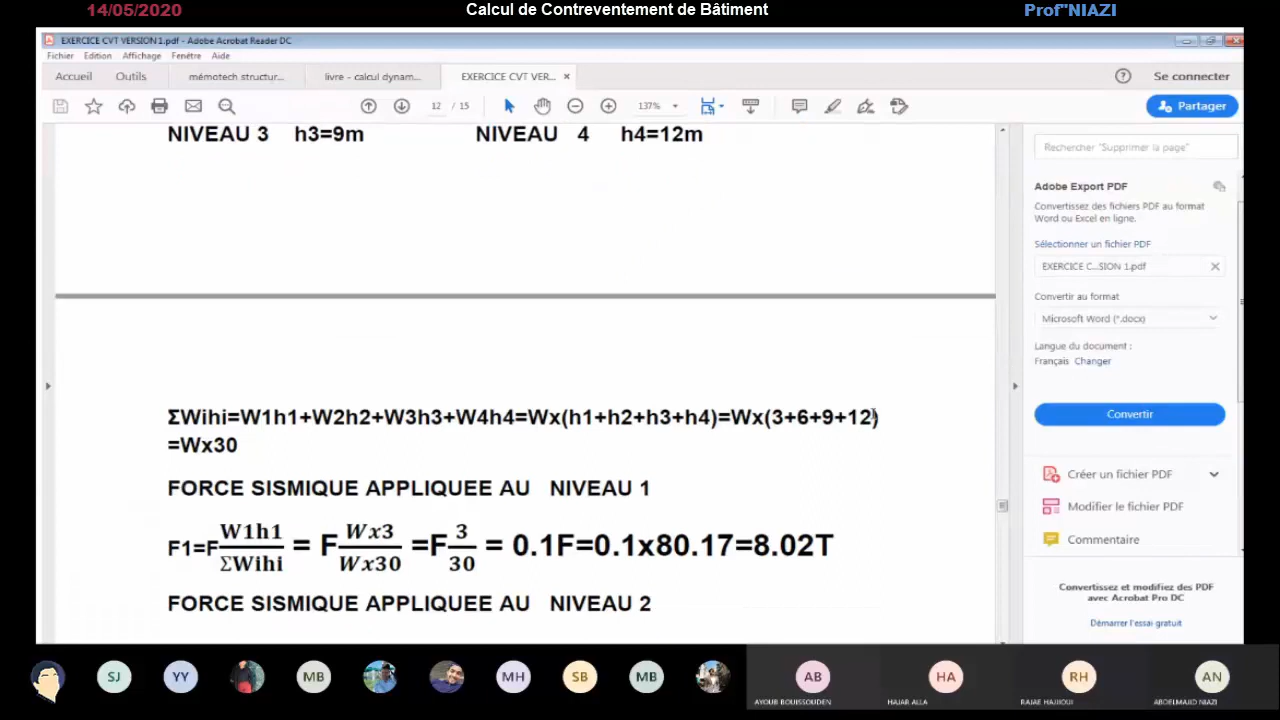 14/05/2020
Calcul de Contreventement de Bâtiment
Prof"NIAZI
EXERCICE CVT VERSION 1.pdf - Adobe Acrobat Reader DC
Fichier Edition Affichage Fenêtre Aide
Accueil Outils mémotech structur... livre - calcul dynam... EXERCICE CVT VER... × Se connecter
12 / 15 137% Partager
NIVEAU 3 h3=9m NIVEAU 4 h4=12m
Rechercher "Supprimer la page"
Adobe Export PDF
Convertissez des fichiers PDF au format
Word ou Excel en ligne.
Sélectionner un fichier PDF
EXERCICE C...SION 1.pdf
Convertir au format
Microsoft Word (*.docx)
Langue du document :
Français Changer
Convertir
Créer un fichier PDF
Modifier le fichier PDF
Commentaire
Convertissez et modifiez des PDF
avec Acrobat Pro DC
Démarrer l'essai gratuit
ΣWihi=W1h1+W2h2+W3h3+W4h4=Wx(h1+h2+h3+h4)=Wx(3+6+9+12)
=Wx30
FORCE SISMIQUE APPLIQUEE AU NIVEAU 1
F1=F W1h1/ΣWihi = F Wx3/Wx30 =F 3/30 = 0.1F=0.1x80.17=8.02T
FORCE SISMIQUE APPLIQUEE AU NIVEAU 2
SJ YY MB MH SB MB AB HA RH AN
AYOUB BOUISSOUDEN HAJAR ALLA RAJAE HAJJIOUI ABDELMAJID NIAZI